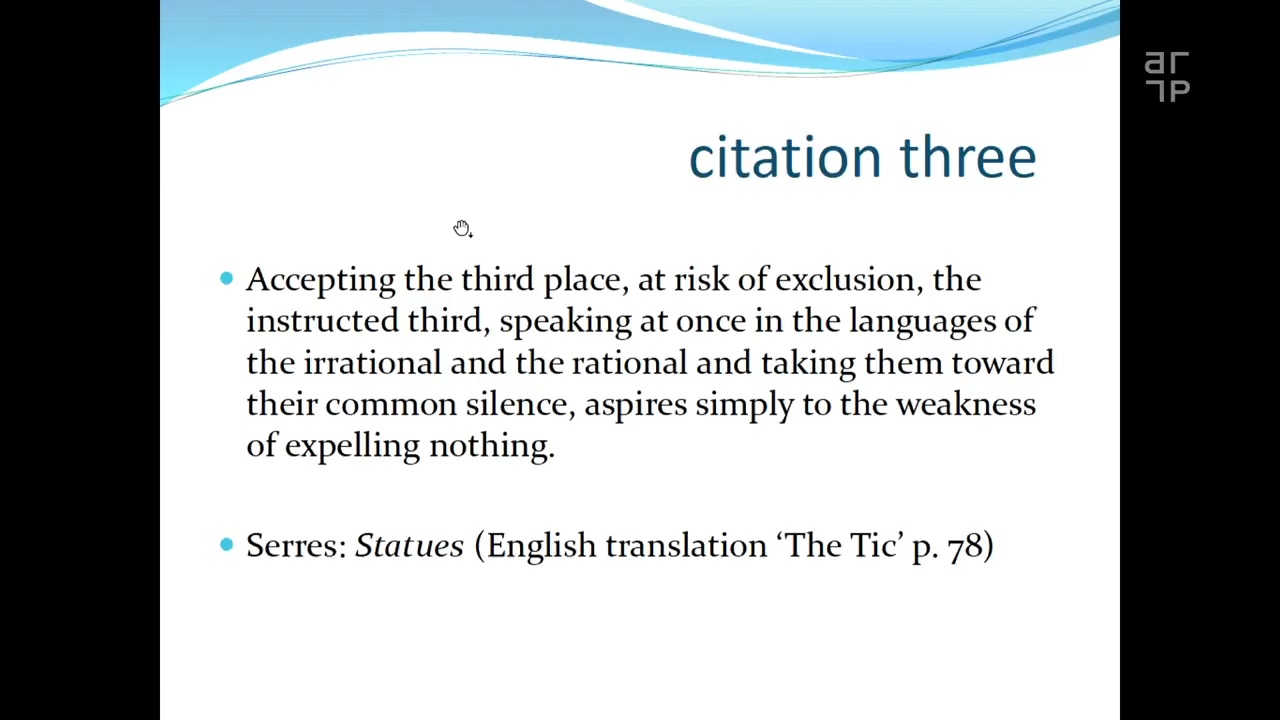 citation three
Accepting the third place, at risk of exclusion, the
instructed third, speaking at once in the languages of
the irrational and the rational and taking them toward
their common silence, aspires simply to the weakness
of expelling nothing.
Serres: Statues (English translation ‘The Tic’ p. 78)